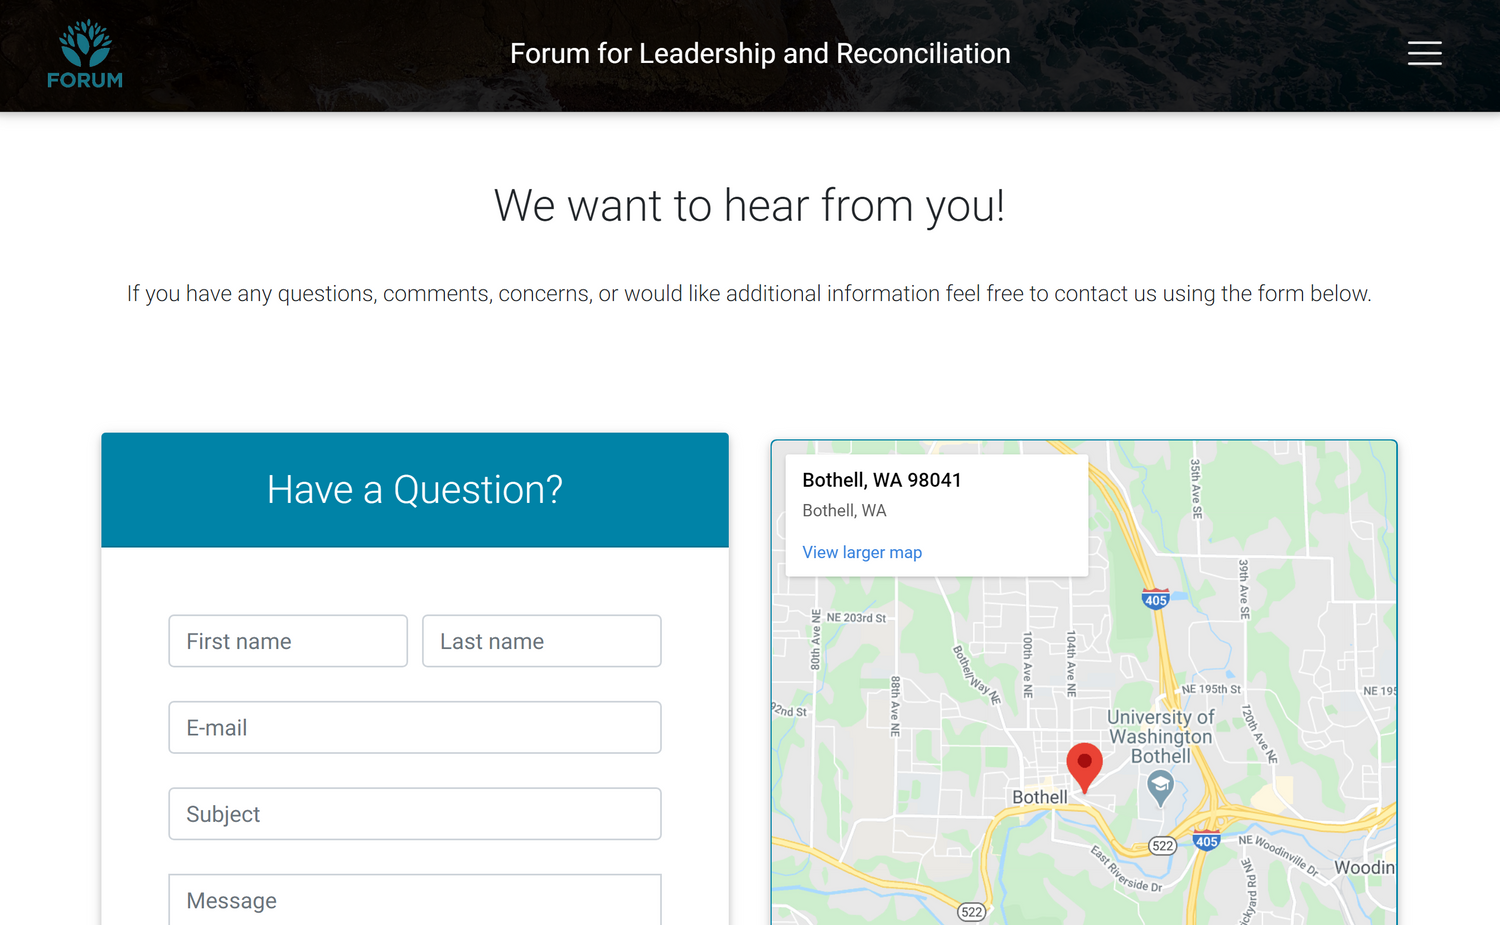 FORUM
Forum for Leadership and Reconciliation
We want to hear from you!
If you have any questions, comments, concerns, or would like additional information feel free to contact us using the form below.
Have a Question?
First name
Last name
E-mail
Subject
Message
Bothell, WA 98041
Bothell, WA
View larger map
35th Ave SE
39th Ave SE
405
NE 203rd St
80th Ave NE
100th Ave NE
104th Ave NE
Bothell Way NE
88th Ave NE
NE 195th St
NE 195
92nd St
120th Ave NE
University of
Washington
Bothell
Bothell
522
405
NE Woodinville Dr
Woodin
East Riverside Dr
522